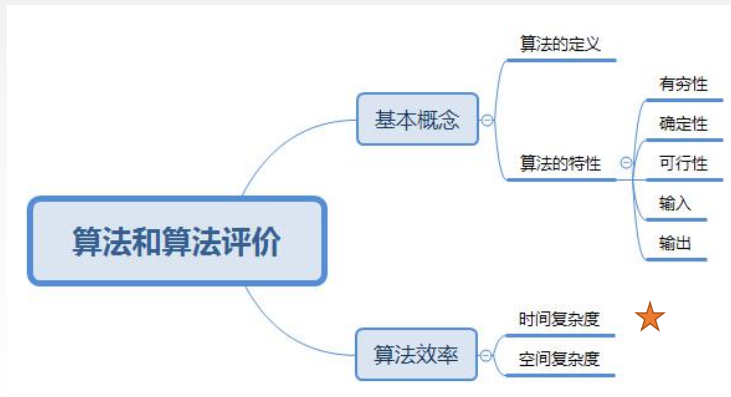 算法和算法评价
基本概念
算法的定义
算法的特性
有穷性
确定性
可行性
输入
输出
算法效率
时间复杂度
空间复杂度